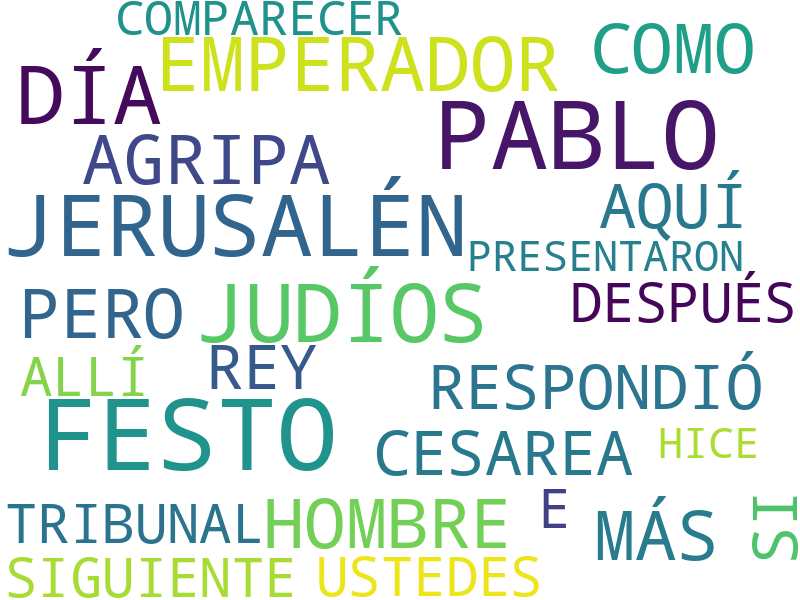 COMPARECER
EMPERADOR
COMO
DÍA
PABLO
AGRIPA
AQUÍ
JERUSALÉN
PRESENTARON
PERO
JUDÍOS
DESPUÉS
ALLÍ
REY
RESPONDIÓ
FESTO
CESAREA
HICE
TRIBUNAL
HOMBRE
E
MÁS
SI
SIGUIENTE
USTEDES